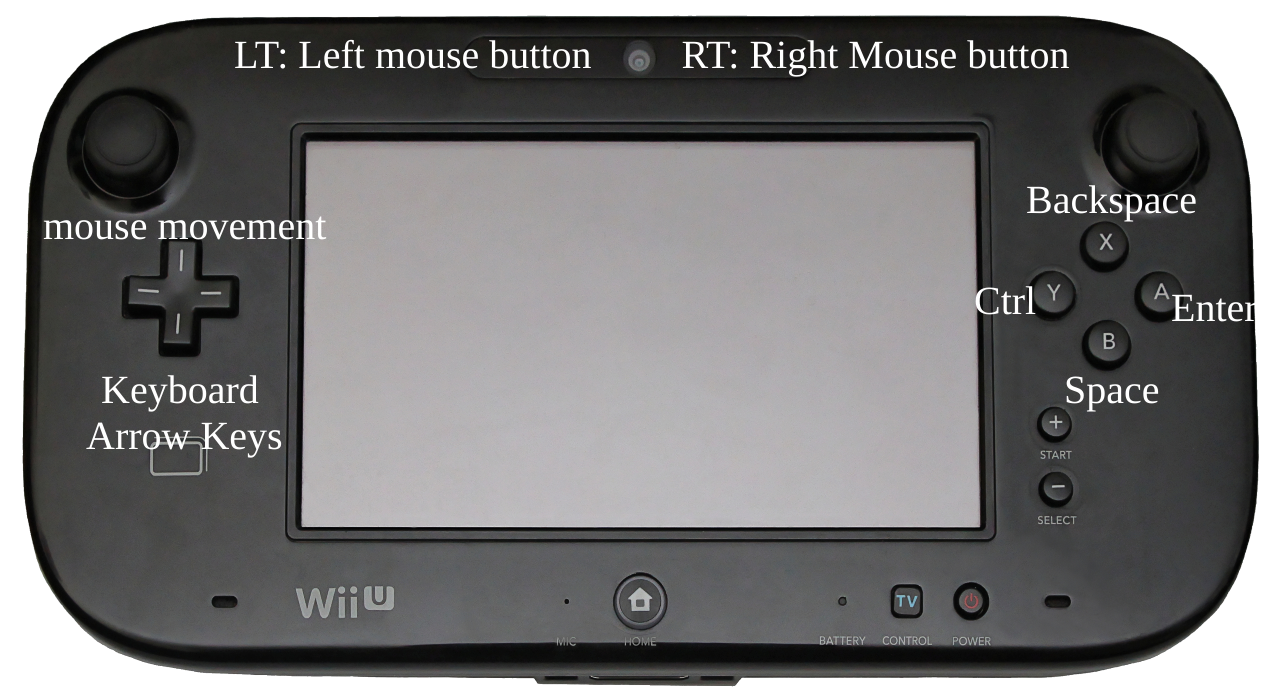 LT: Left mouse button
RT: Right Mouse button
mouse movement
Backspace
X
Ctrl
Y
A
Enter
B
Keyboard
Arrow Keys
Space
+
START
−
SELECT
Wii U
TV
MIC
HOME
BATTERY
CONTROL
POWER